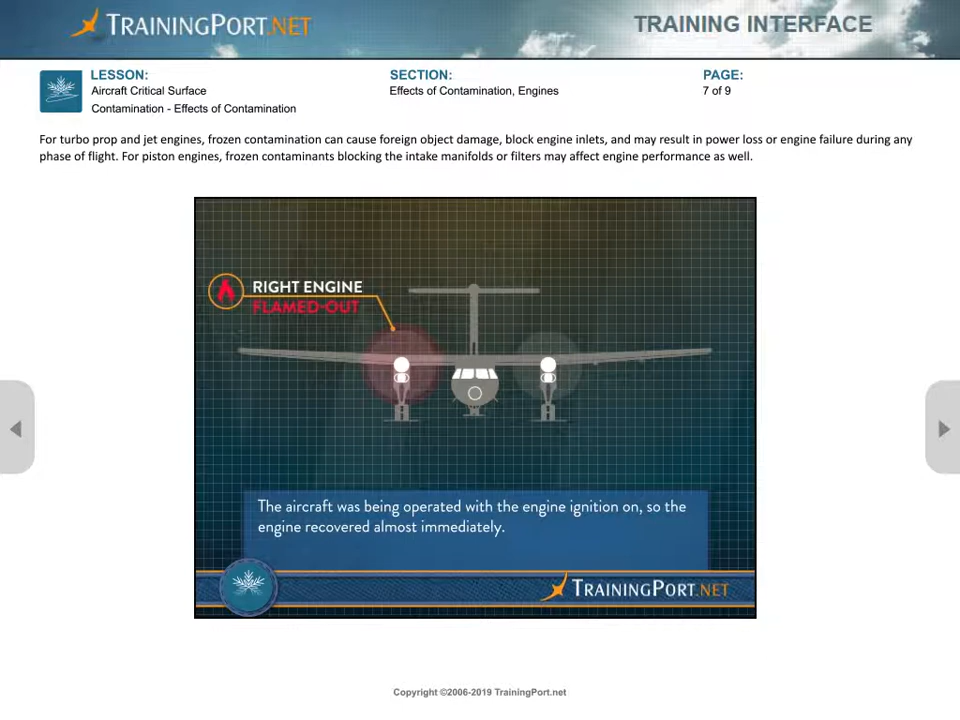 TRAININGPORT.NET
TRAINING INTERFACE
LESSON:
Aircraft Critical Surface
Contamination - Effects of Contamination
SECTION:
Effects of Contamination, Engines
PAGE:
7 of 9
For turbo prop and jet engines, frozen contamination can cause foreign object damage, block engine inlets, and may result in power loss or engine failure during any
phase of flight. For piston engines, frozen contaminants blocking the intake manifolds or filters may affect engine performance as well.
RIGHT ENGINE
FLAMED-OUT
The aircraft was being operated with the engine ignition on, so the
engine recovered almost immediately.
TRAININGPORT.NET
Copyright ©2006-2019 TrainingPort.net